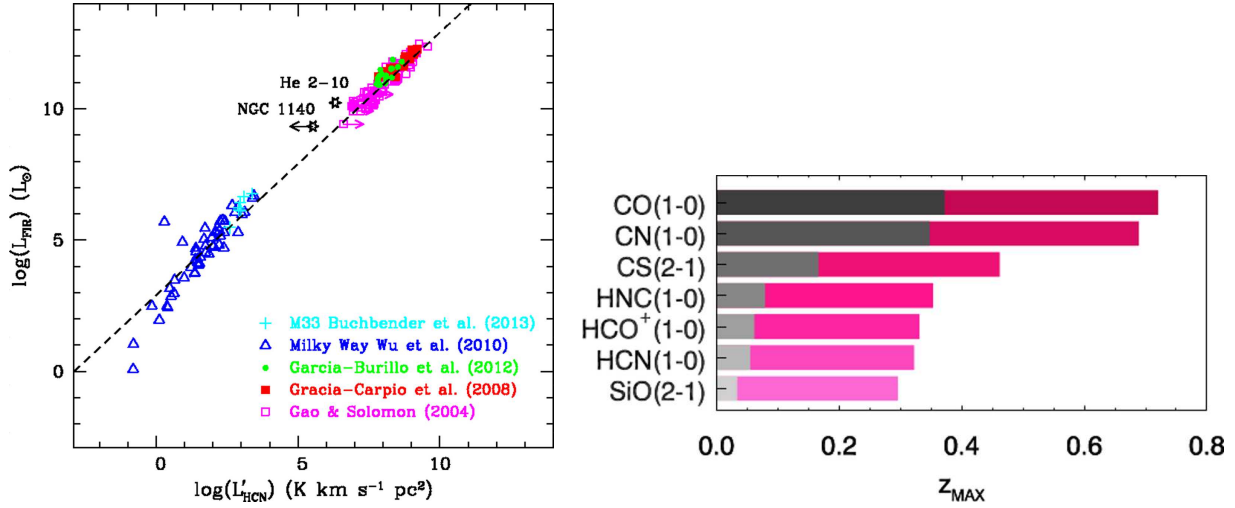 He 2-10
NGC 1140
10
5
0
M33 Buchbender et al. (2013)
Milky Way Wu et al. (2010)
Garcia-Burillo et al. (2012)
Gracia-Carpio et al. (2008)
Gao & Solomon (2004)
0
5
10
log(L_FIR) (L_⊙)
log(L'_HCN) (K km s⁻¹ pc²)
CO(1-0)
CN(1-0)
CS(2-1)
HNC(1-0)
HCO⁺(1-0)
HCN(1-0)
SiO(2-1)
0.0
0.2
0.4
0.6
0.8
z_MAX